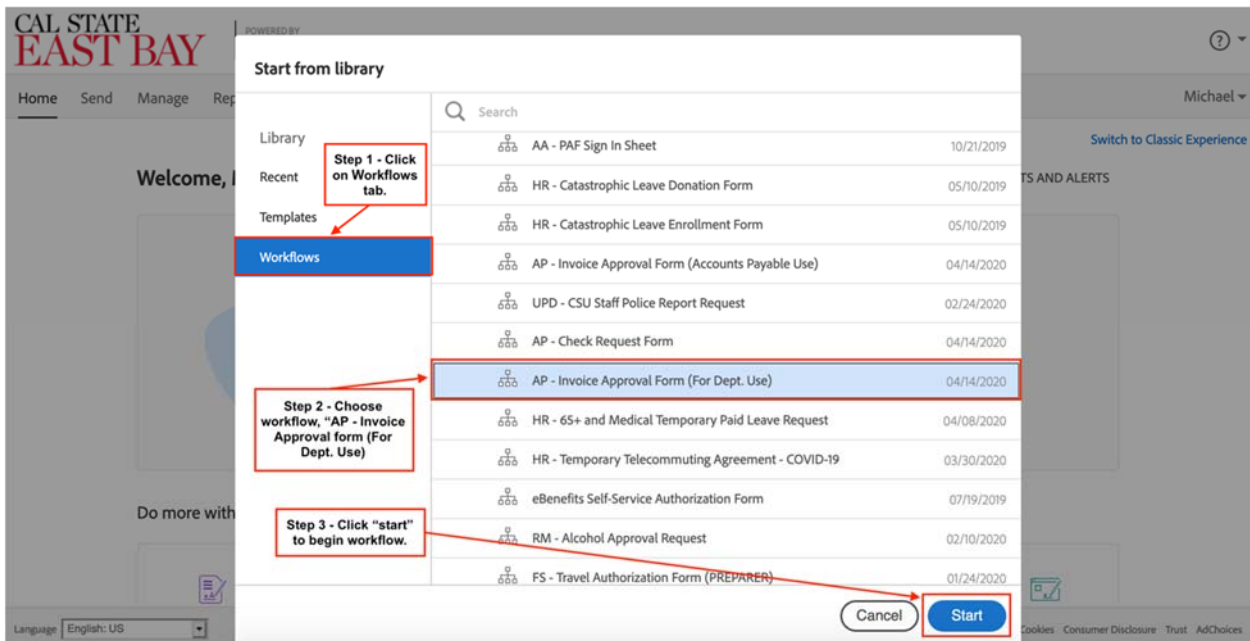 CAL STATE
EAST BAY
POWERED BY
Home Send Manage Rep
Michael
Switch to Classic Experience
Welcome,
TS AND ALERTS
Do more with
Start from library
Library
Recent
Templates
Workflows
Step 1 - Click
on Workflows
tab.
Step 2 - Choose
workflow, “AP - Invoice
Approval form (For
Dept. Use)
Step 3 - Click “start”
to begin workflow.
Search
AA - PAF Sign In Sheet 10/21/2019
HR - Catastrophic Leave Donation Form 05/10/2019
HR - Catastrophic Leave Enrollment Form 05/10/2019
AP - Invoice Approval Form (Accounts Payable Use) 04/14/2020
UPD - CSU Staff Police Report Request 02/24/2020
AP - Check Request Form 04/14/2020
AP - Invoice Approval Form (For Dept. Use) 04/14/2020
HR - 65+ and Medical Temporary Paid Leave Request 04/08/2020
HR - Temporary Telecommuting Agreement - COVID-19 03/30/2020
eBenefits Self-Service Authorization Form 07/19/2019
RM - Alcohol Approval Request 02/10/2020
FS - Travel Authorization Form (PREPARER) 01/24/2020
Cancel Start
Language English: US
Cookies Consumer Disclosure Trust AdChoices